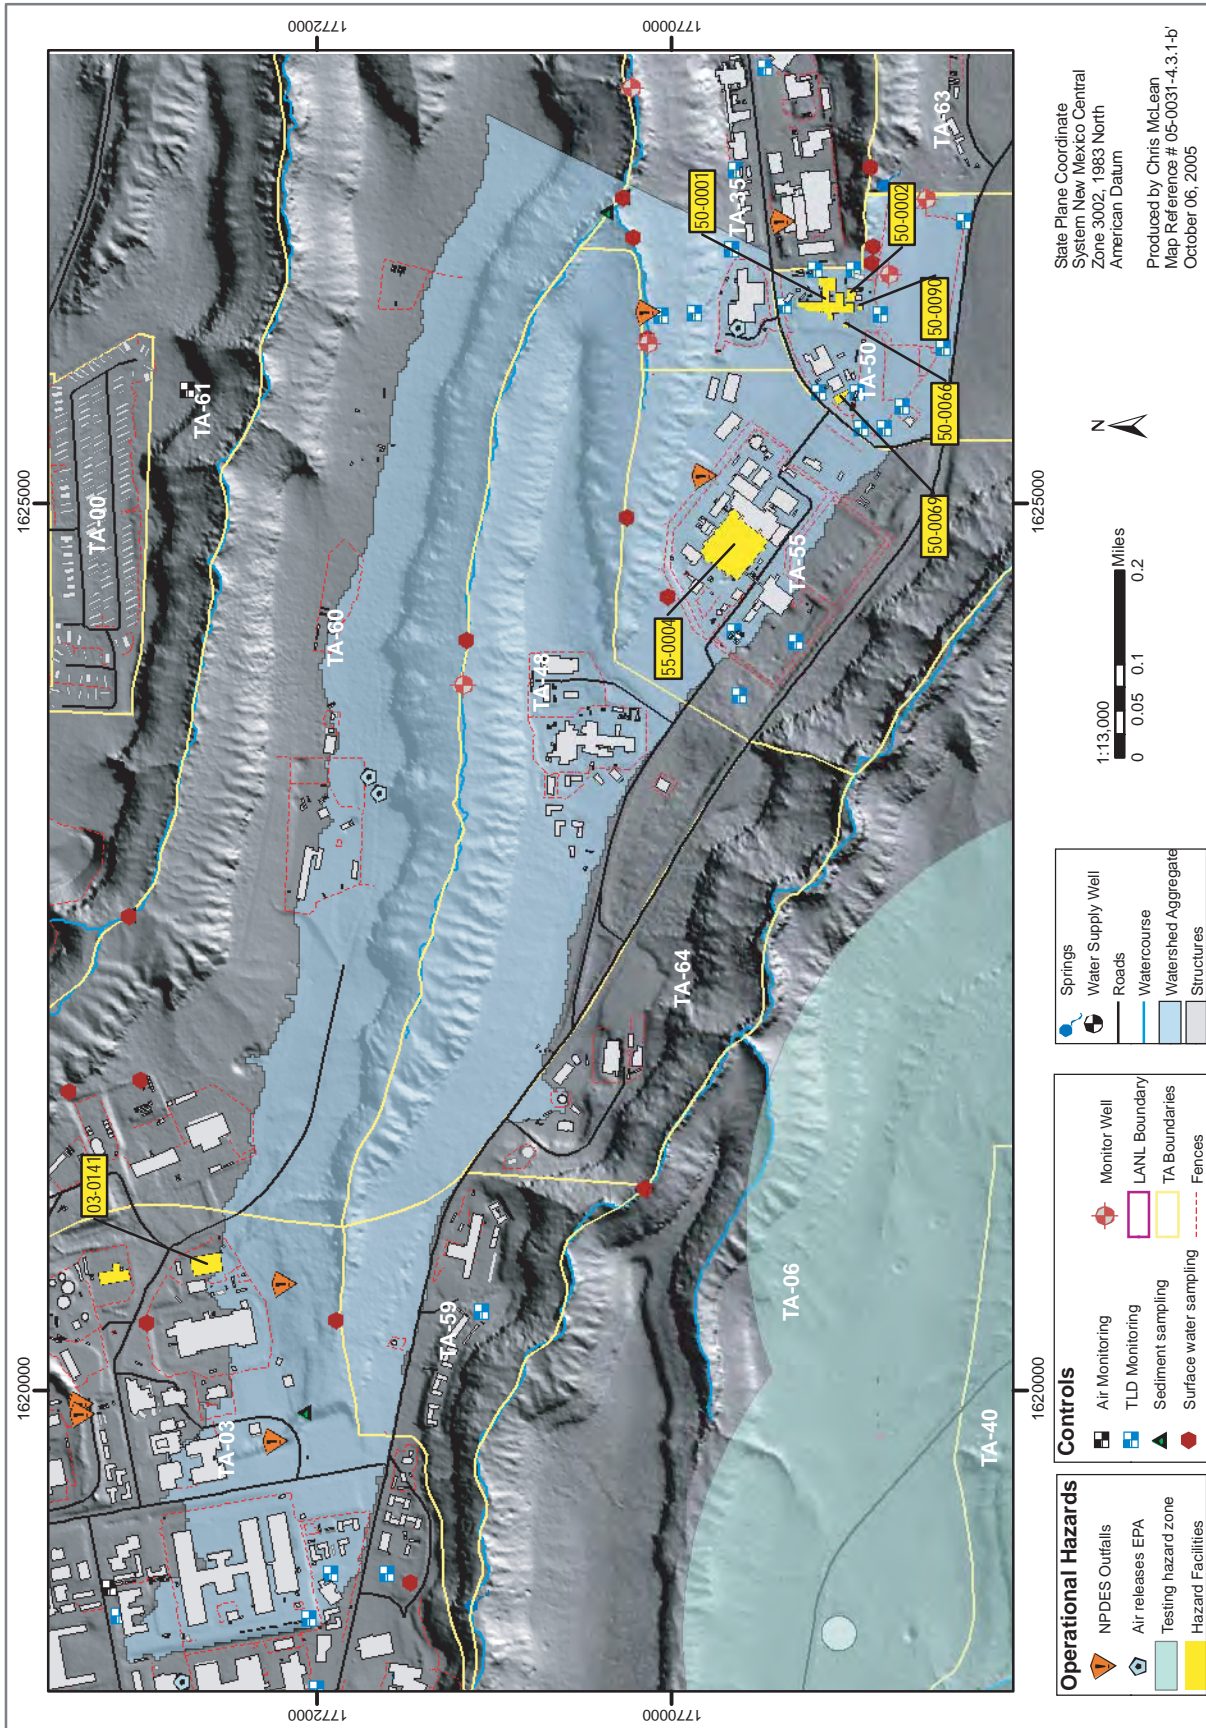 1620000
1625000
1772000
1772000
1770000
1770000
1620000
1625000
TA-00
TA-61
TA-60
TA-03
TA-59
TA-48
TA-64
TA-55
TA-35
TA-50
TA-63
TA-06
TA-40
03-0141
55-0004
50-0001
50-0002
50-0090
50-0066
50-0069
Operational Hazards
NPDES Outfalls
Air releases EPA
Testing hazard zone
Hazard Facilities
Controls
Air Monitoring
TLD Monitoring
Sediment sampling
Surface water sampling
Monitor Well
LANL Boundary
TA Boundaries
Fences
Springs
Water Supply Well
Roads
Watercourse
Watershed Aggregate
Structures
1:13,000
Miles
0 0.05 0.1 0.2
N
State Plane Coordinate
System New Mexico Central
Zone 3002, 1983 North
American Datum
Produced by Chris McLean
Map Reference # 05-0031-4.3.1-b'
October 06, 2005